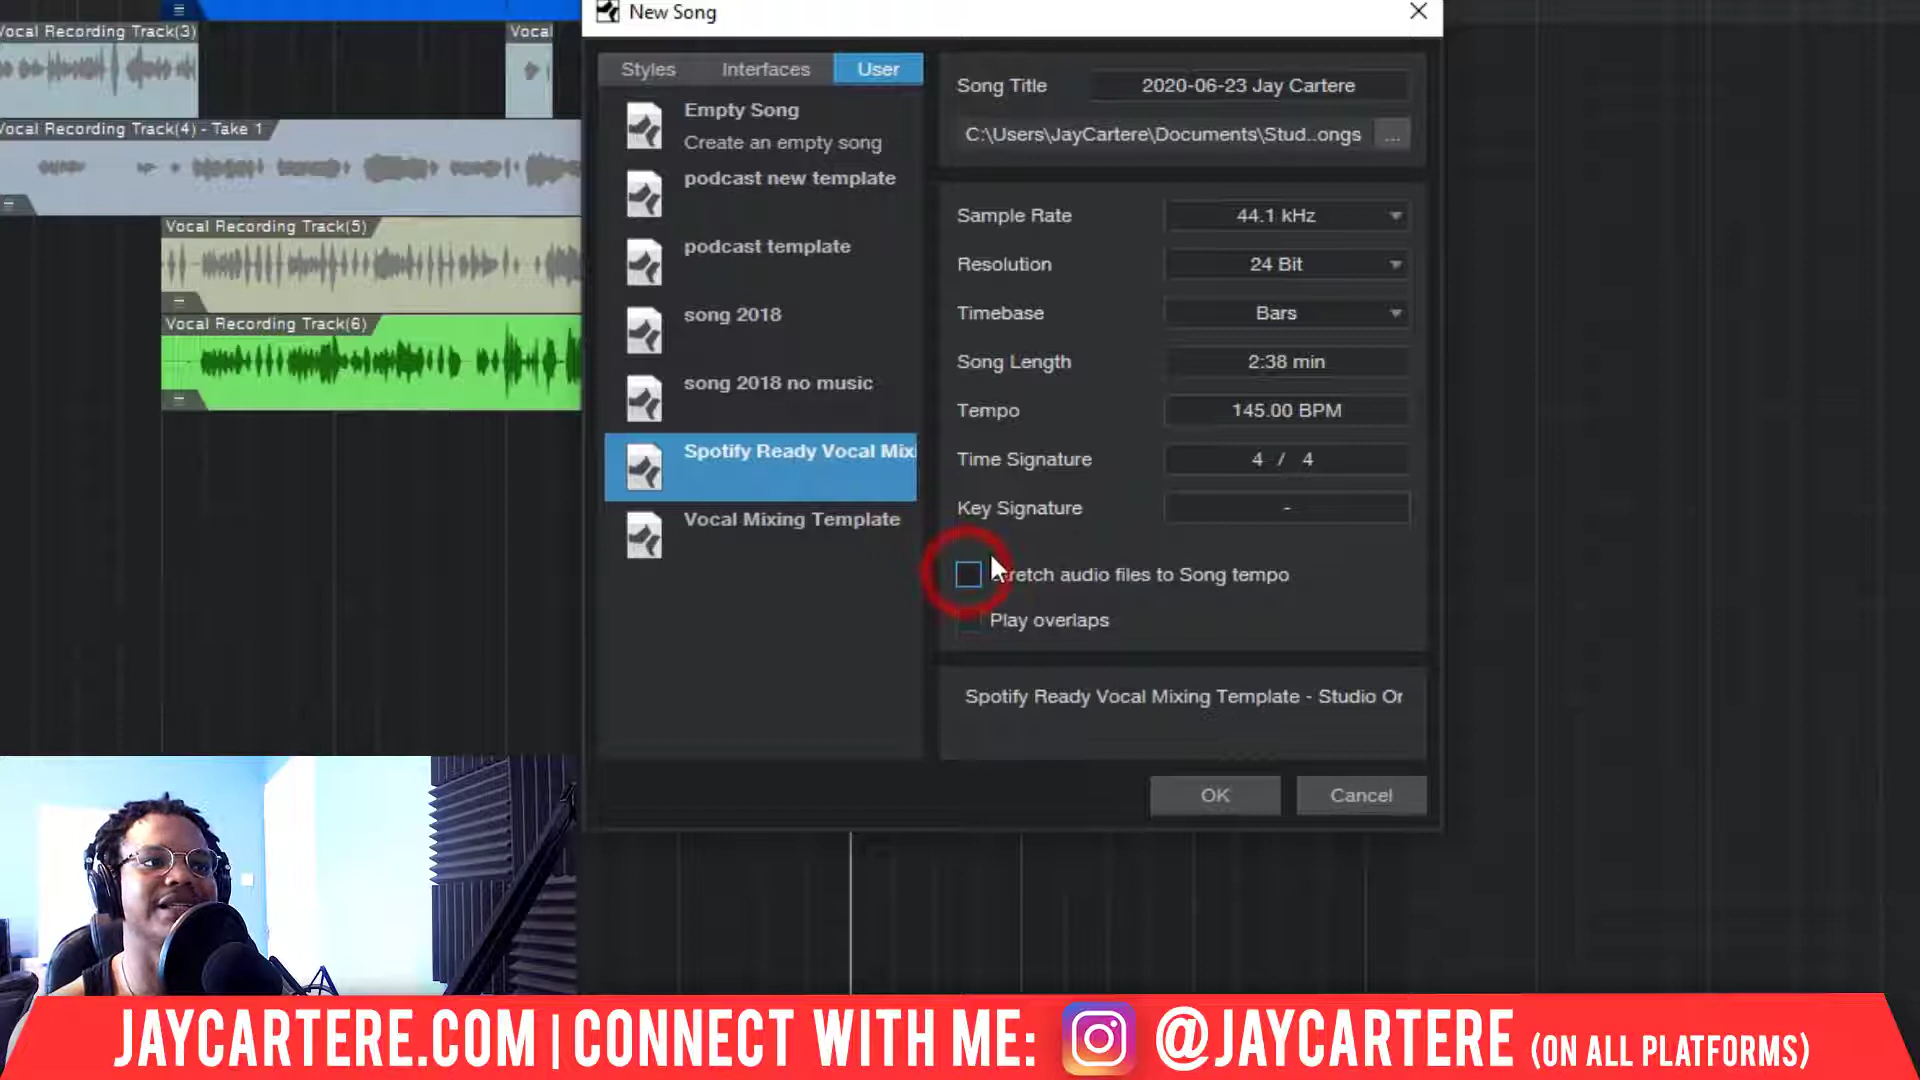 New Song
Vocal Recording Track(3)
Vocal
Vocal Recording Track(4) - Take 1
Vocal Recording Track(5)
Vocal Recording Track(6)
Styles
Interfaces
User
Empty Song
Create an empty song
podcast new template
podcast template
song 2018
song 2018 no music
Spotify Ready Vocal Mix
Vocal Mixing Template
Song Title
2020-06-23 Jay Cartere
C:\Users\JayCartere\Documents\Stud..ongs
...
Sample Rate
44.1 kHz
Resolution
24 Bit
Timebase
Bars
Song Length
2:38 min
Tempo
145.00 BPM
Time Signature
4 / 4
Key Signature
-
retch audio files to Song tempo
Play overlaps
Spotify Ready Vocal Mixing Template - Studio Or
OK
Cancel
JAYCARTERE.COM | CONNECT WITH ME: @JAYCARTERE (ON ALL PLATFORMS)